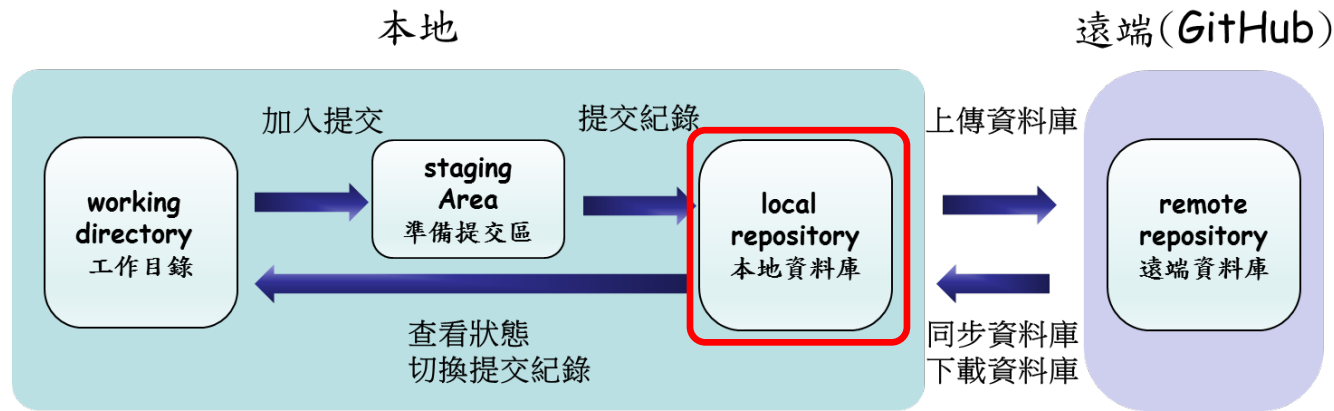 本地
遠端(GitHub)
加入提交
提交紀錄
上傳資料庫
working
directory
工作目錄
staging
Area
準備提交區
local
repository
本地資料庫
remote
repository
遠端資料庫
查看狀態
切換提交紀錄
同步資料庫
下載資料庫